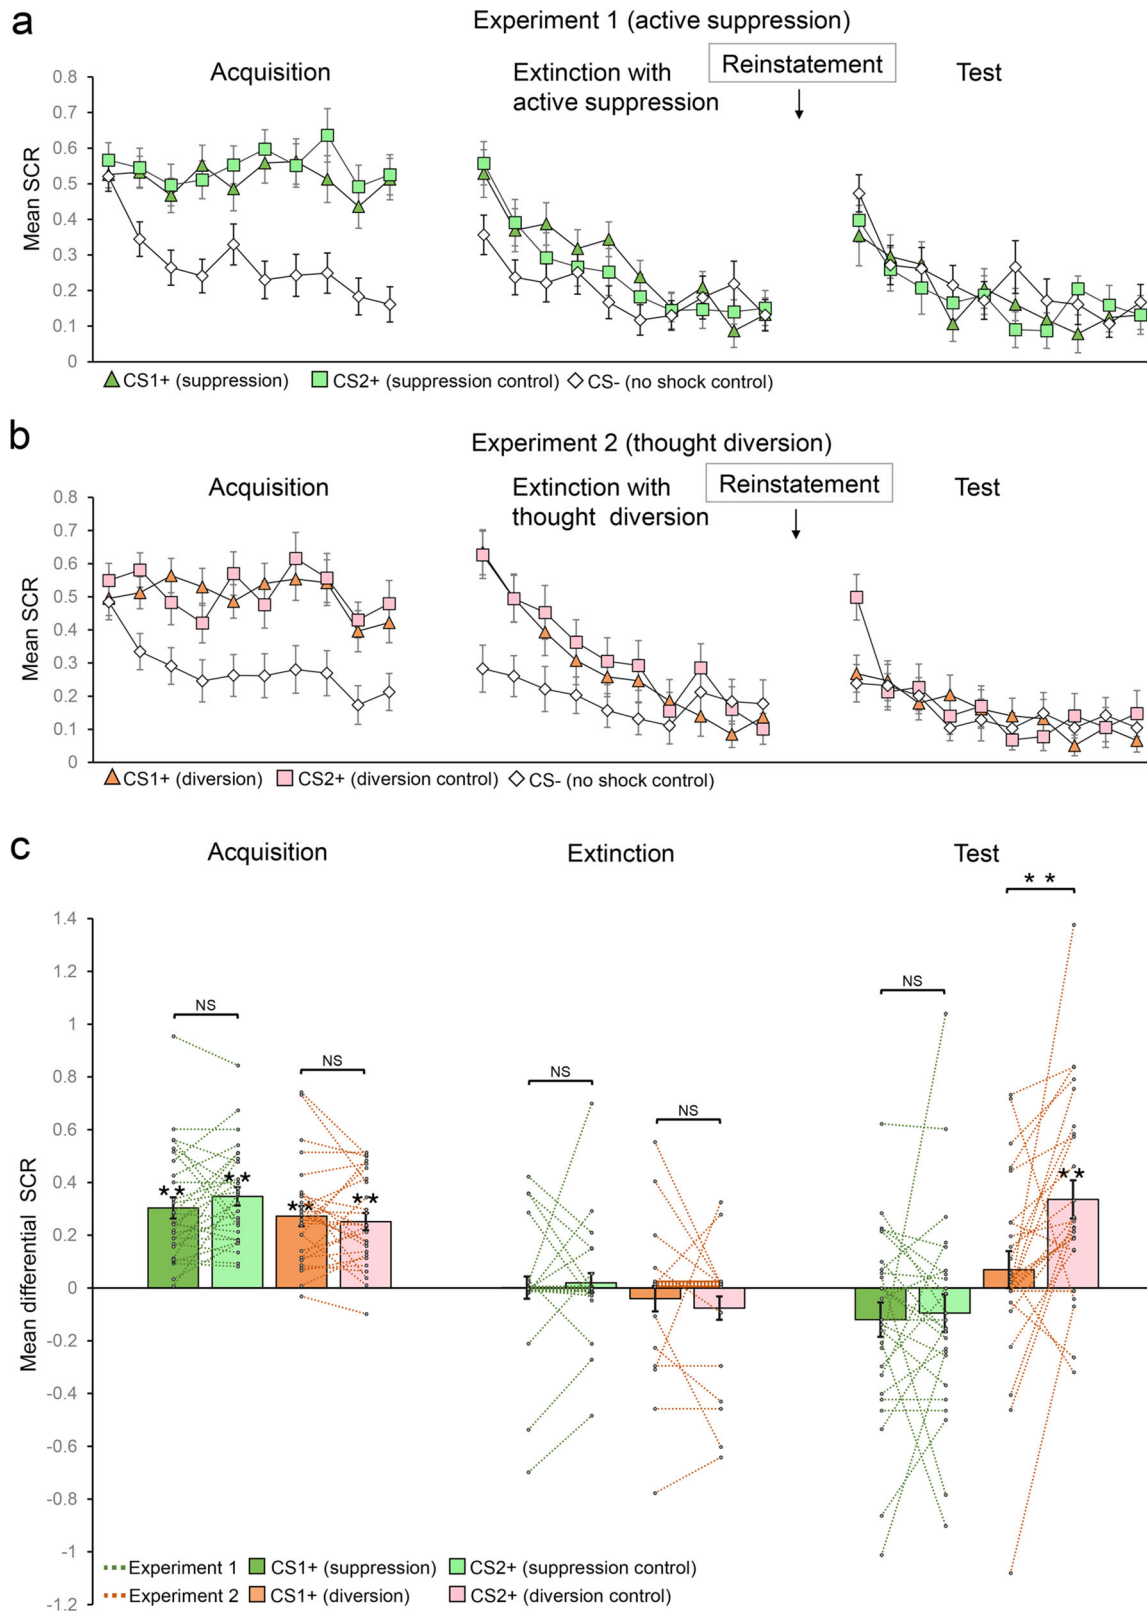 a
Experiment 1 (active suppression)
Acquisition
Extinction with
active suppression
Reinstatement
Test
0.8
0.7
0.6
0.5
0.4
0.3
0.2
0.1
0
Mean SCR
CS1+ (suppression)
CS2+ (suppression control)
CS- (no shock control)
b
Experiment 2 (thought diversion)
Acquisition
Extinction with
thought diversion
Reinstatement
Test
0.8
0.7
0.6
0.5
0.4
0.3
0.2
0.1
0
Mean SCR
CS1+ (diversion)
CS2+ (diversion control)
CS- (no shock control)
c
Acquisition
Extinction
Test
* *
1.4
1.2
1
0.8
0.6
0.4
0.2
0
-0.2
-0.4
-0.6
-0.8
-1
-1.2
Mean differential SCR
NS
NS
NS
NS
NS
* *
* *
* *
* *
* *
Experiment 1
CS1+ (suppression)
CS2+ (suppression control)
Experiment 2
CS1+ (diversion)
CS2+ (diversion control)